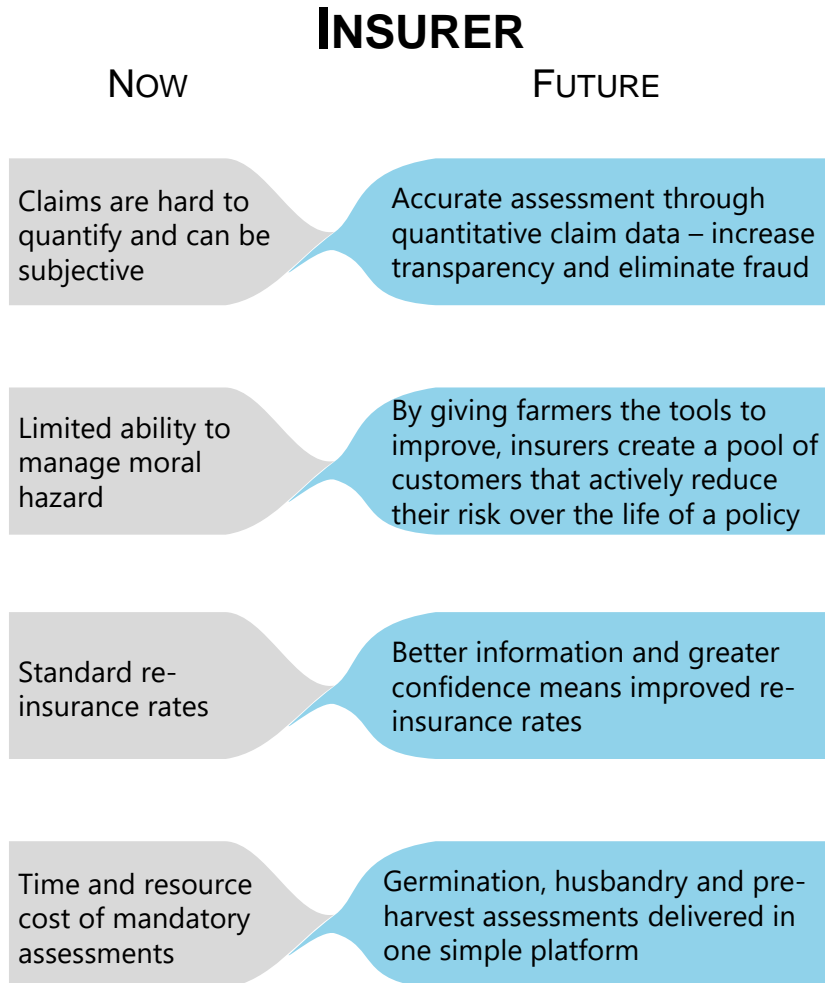 INSURER
NOW
FUTURE
Claims are hard to
quantify and can be
subjective
Accurate assessment through
quantitative claim data – increase
transparency and eliminate fraud
Limited ability to
manage moral
hazard
By giving farmers the tools to
improve, insurers create a pool of
customers that actively reduce
their risk over the life of a policy
Standard re-
insurance rates
Better information and greater
confidence means improved re-
insurance rates
Time and resource
cost of mandatory
assessments
Germination, husbandry and pre-
harvest assessments delivered in
one simple platform